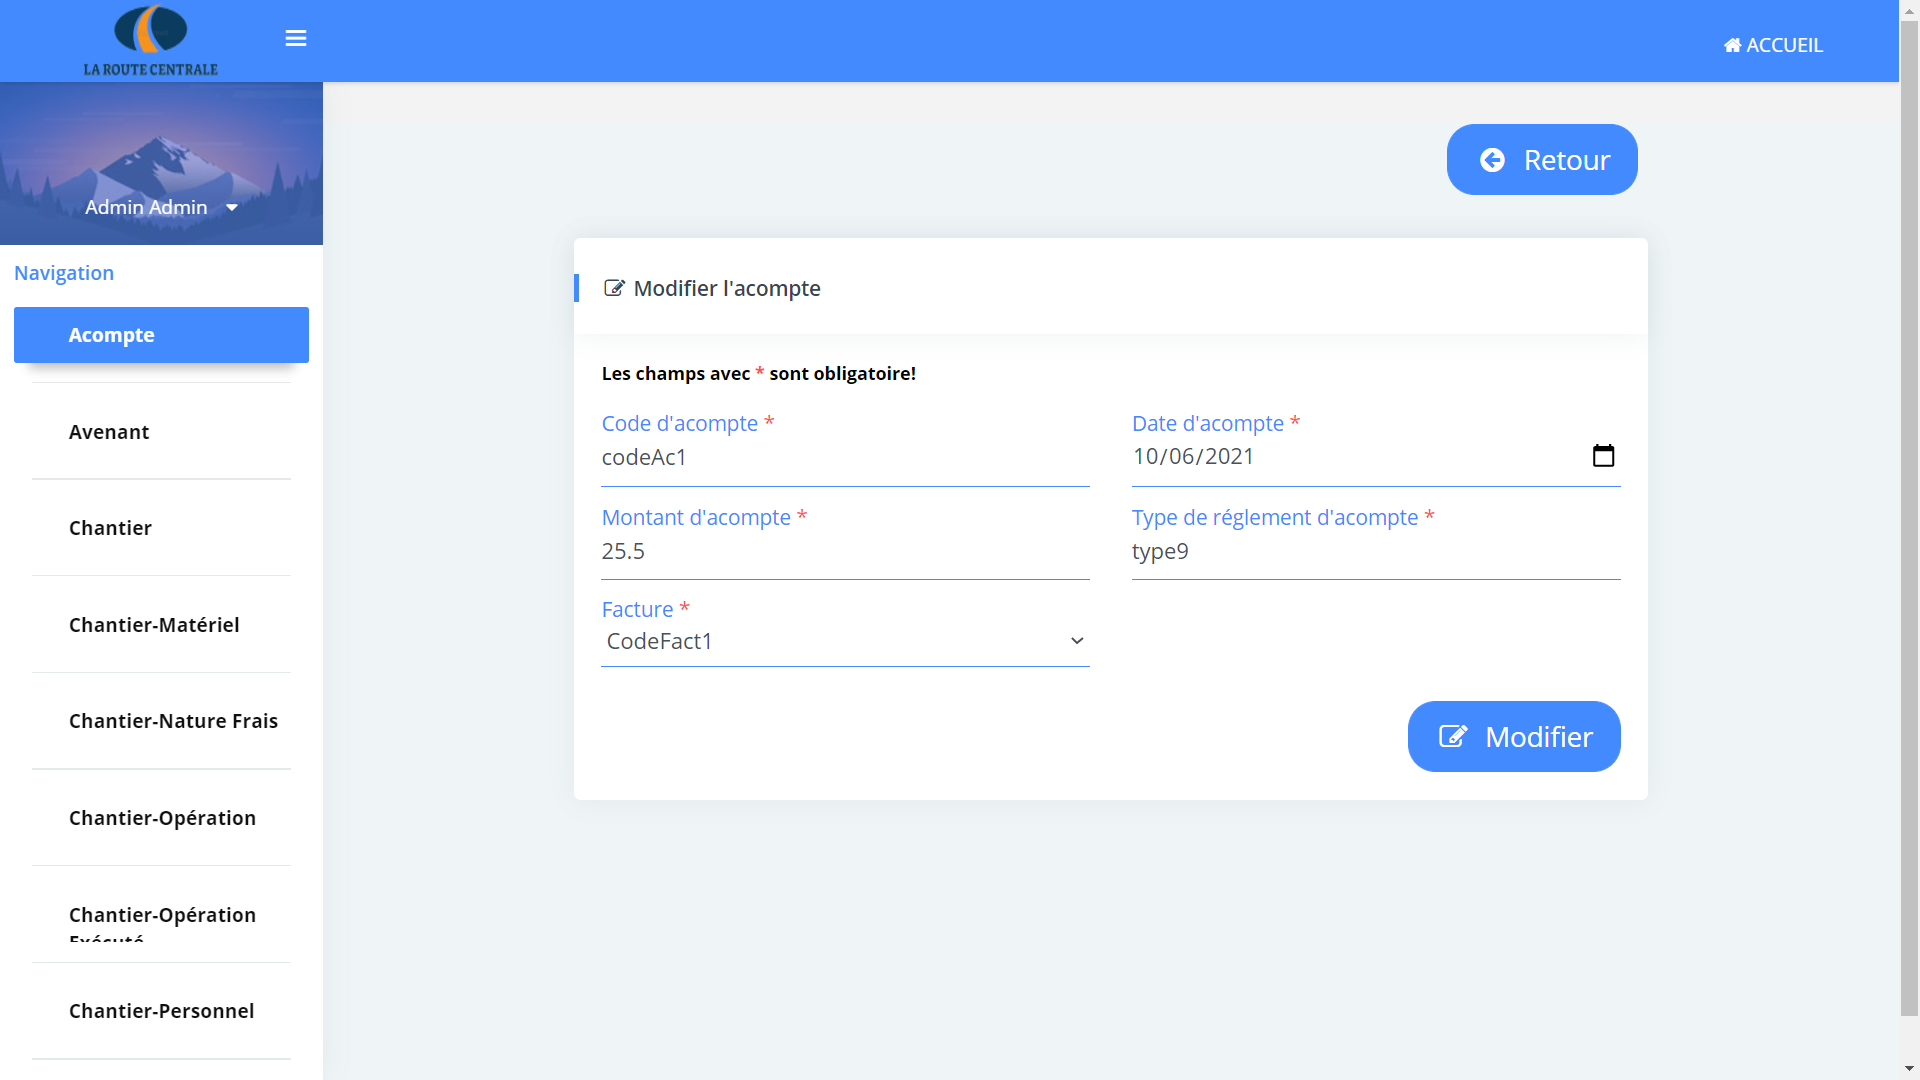 LA ROUTE CENTRALE
ACCUEIL
Admin Admin
Retour
Navigation
Modifier l'acompte
Acompte
Les champs avec * sont obligatoire!
Code d'acompte *
Date d'acompte *
codeAc1
10/06/2021
Avenant
Montant d'acompte *
Type de réglement d'acompte *
25.5
type9
Chantier
Facture *
CodeFact1
Chantier-Matériel
Chantier-Nature Frais
Modifier
Chantier-Opération
Chantier-Opération
Exécuté
Chantier-Personnel